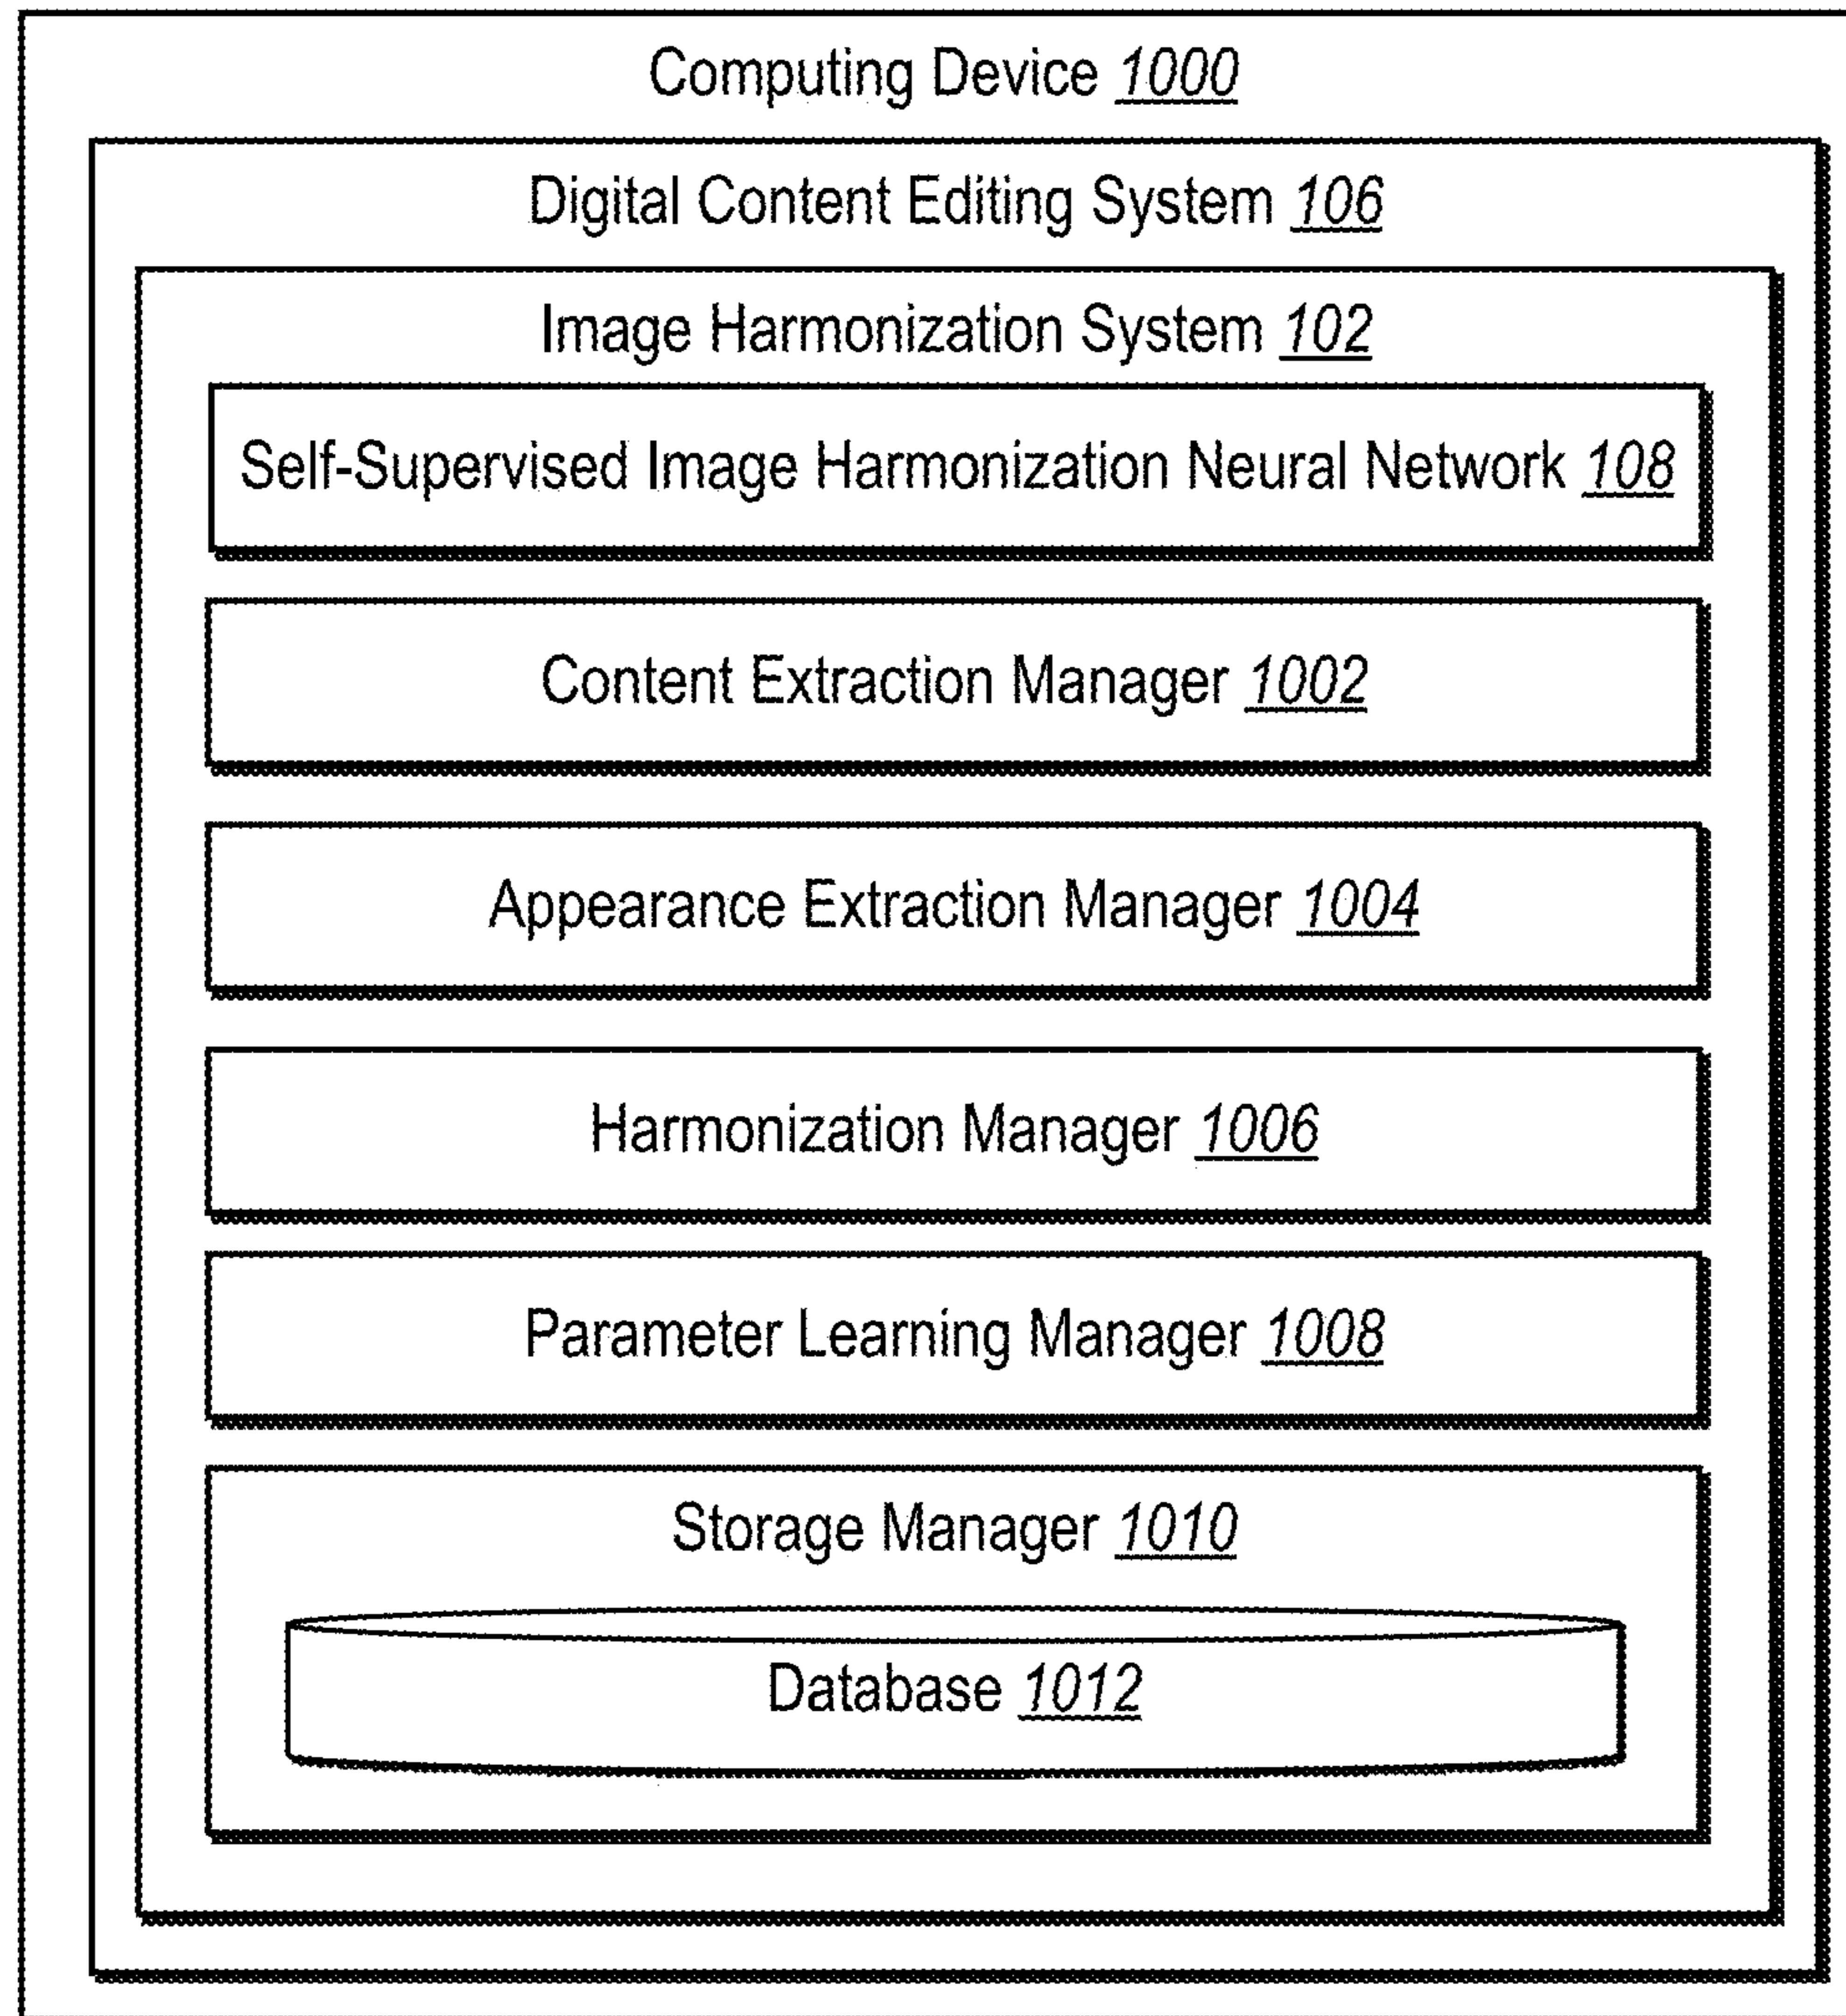 Computing Device 1000
Digital Content Editing System 106
Image Harmonization System 102
Self-Supervised Image Harmonization Neural Network 108
Content Extraction Manager 1002
Appearance Extraction Manager 1004
Harmonization Manager 1006
Parameter Learning Manager 1008
Storage Manager 1010
Database 1012